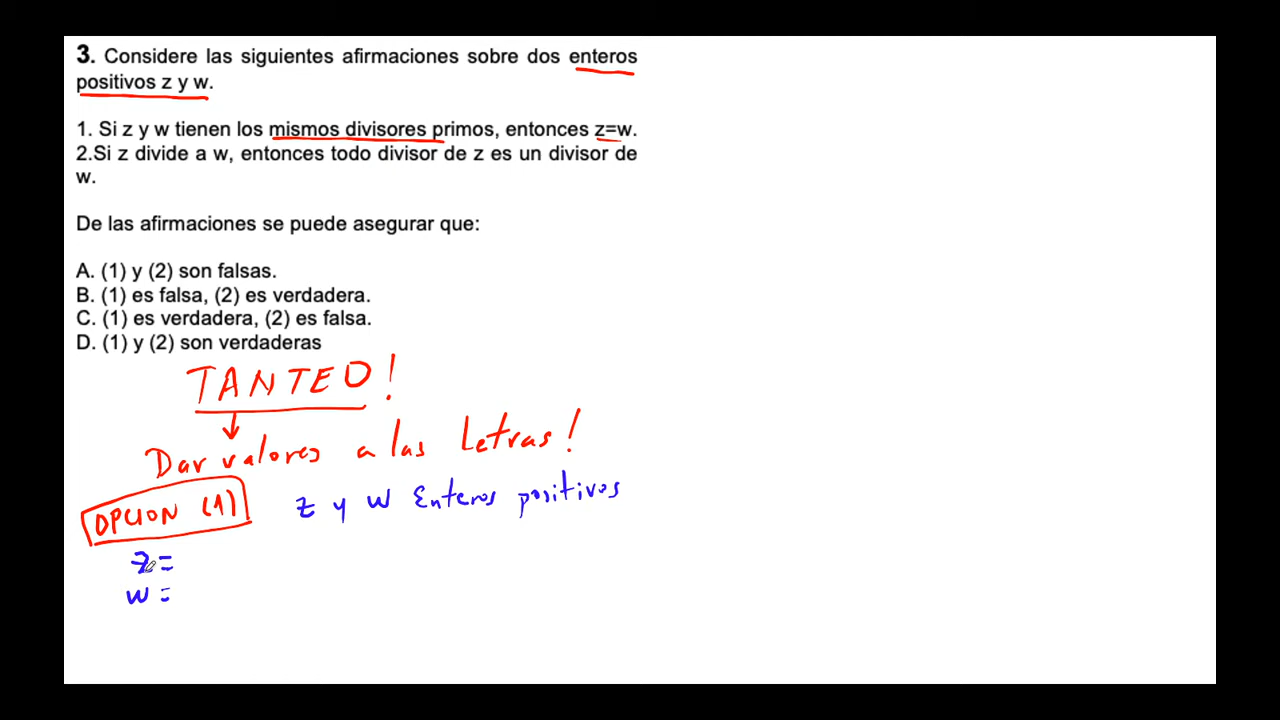 3. Considere las siguientes afirmaciones sobre dos enteros
positivos z y w.
1. Si z y w tienen los mismos divisores primos, entonces z=w.
2.Si z divide a w, entonces todo divisor de z es un divisor de
w.
De las afirmaciones se puede asegurar que:
A. (1) y (2) son falsas.
B. (1) es falsa, (2) es verdadera.
C. (1) es verdadera, (2) es falsa.
D. (1) y (2) son verdaderas
TANTEO!
Dar valores a las Letras!
OPCION (1) z y w Enteros positivos
z=
w=